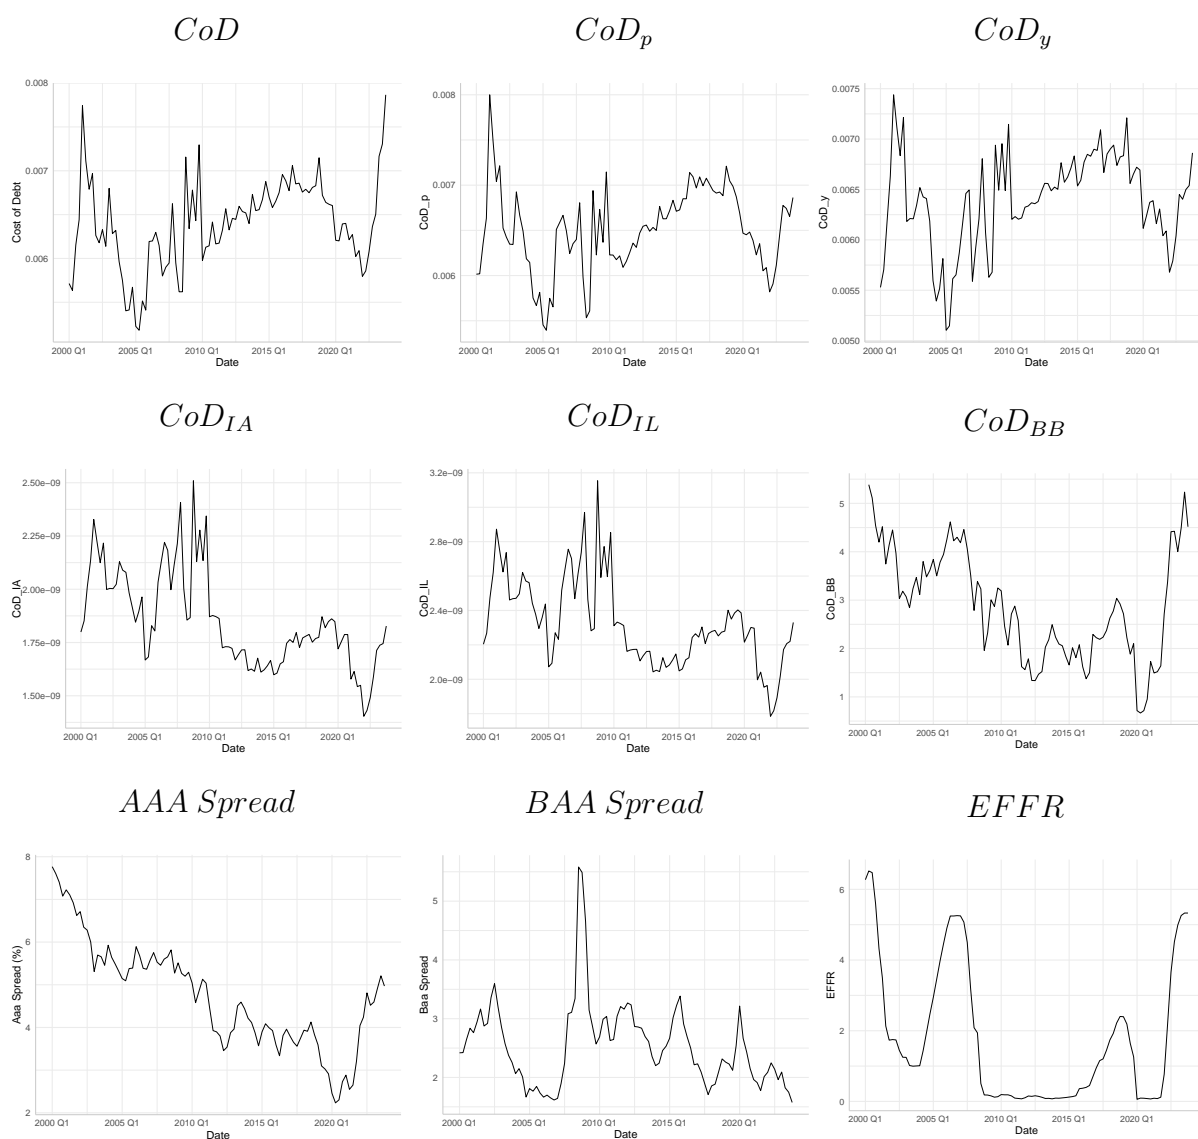 CoD
0.008
0.007
0.006
Cost of Debt
2000 Q1 2005 Q1 2010 Q1 2015 Q1 2020 Q1
Date
CoD_p
0.008
0.007
0.006
CoD_p
2000 Q1 2005 Q1 2010 Q1 2015 Q1 2020 Q1
Date
CoD_y
0.0075
0.0070
0.0065
0.0060
0.0055
0.0050
CoD_y
2000 Q1 2005 Q1 2010 Q1 2015 Q1 2020 Q1
Date
CoD_IA
2.50e−09
2.25e−09
2.00e−09
1.75e−09
1.50e−09
CoD_IA
2000 Q1 2005 Q1 2010 Q1 2015 Q1 2020 Q1
Date
CoD_IL
3.2e−09
2.8e−09
2.4e−09
2.0e−09
CoD_IL
2000 Q1 2005 Q1 2010 Q1 2015 Q1 2020 Q1
Date
CoD_BB
5
4
3
2
1
CoD_BB
2000 Q1 2005 Q1 2010 Q1 2015 Q1 2020 Q1
Date
AAA Spread
8
6
4
2
Aaa Spread (%)
2000 Q1 2005 Q1 2010 Q1 2015 Q1 2020 Q1
Date
BAA Spread
5
4
3
2
Baa Spread
2000 Q1 2005 Q1 2010 Q1 2015 Q1 2020 Q1
Date
EFFR
6
4
2
0
EFFR
2000 Q1 2005 Q1 2010 Q1 2015 Q1 2020 Q1
Date